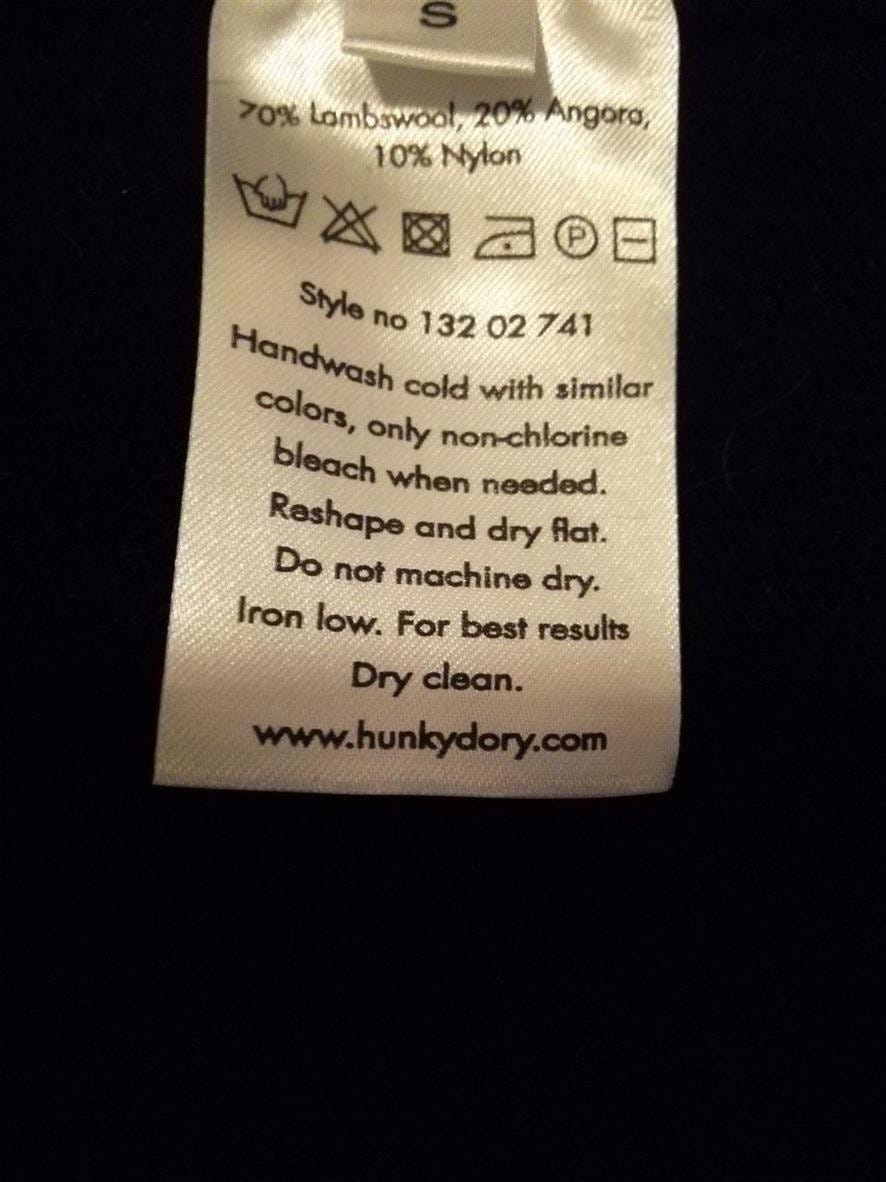 S
70% Lambswool, 20% Angora,
10% Nylon
P
Style no 132 02 741
Handwash cold with similar
colors, only non-chlorine
bleach when needed.
Reshape and dry flat.
Do not machine dry.
Iron low. For best results
Dry clean.
www.hunkydory.com